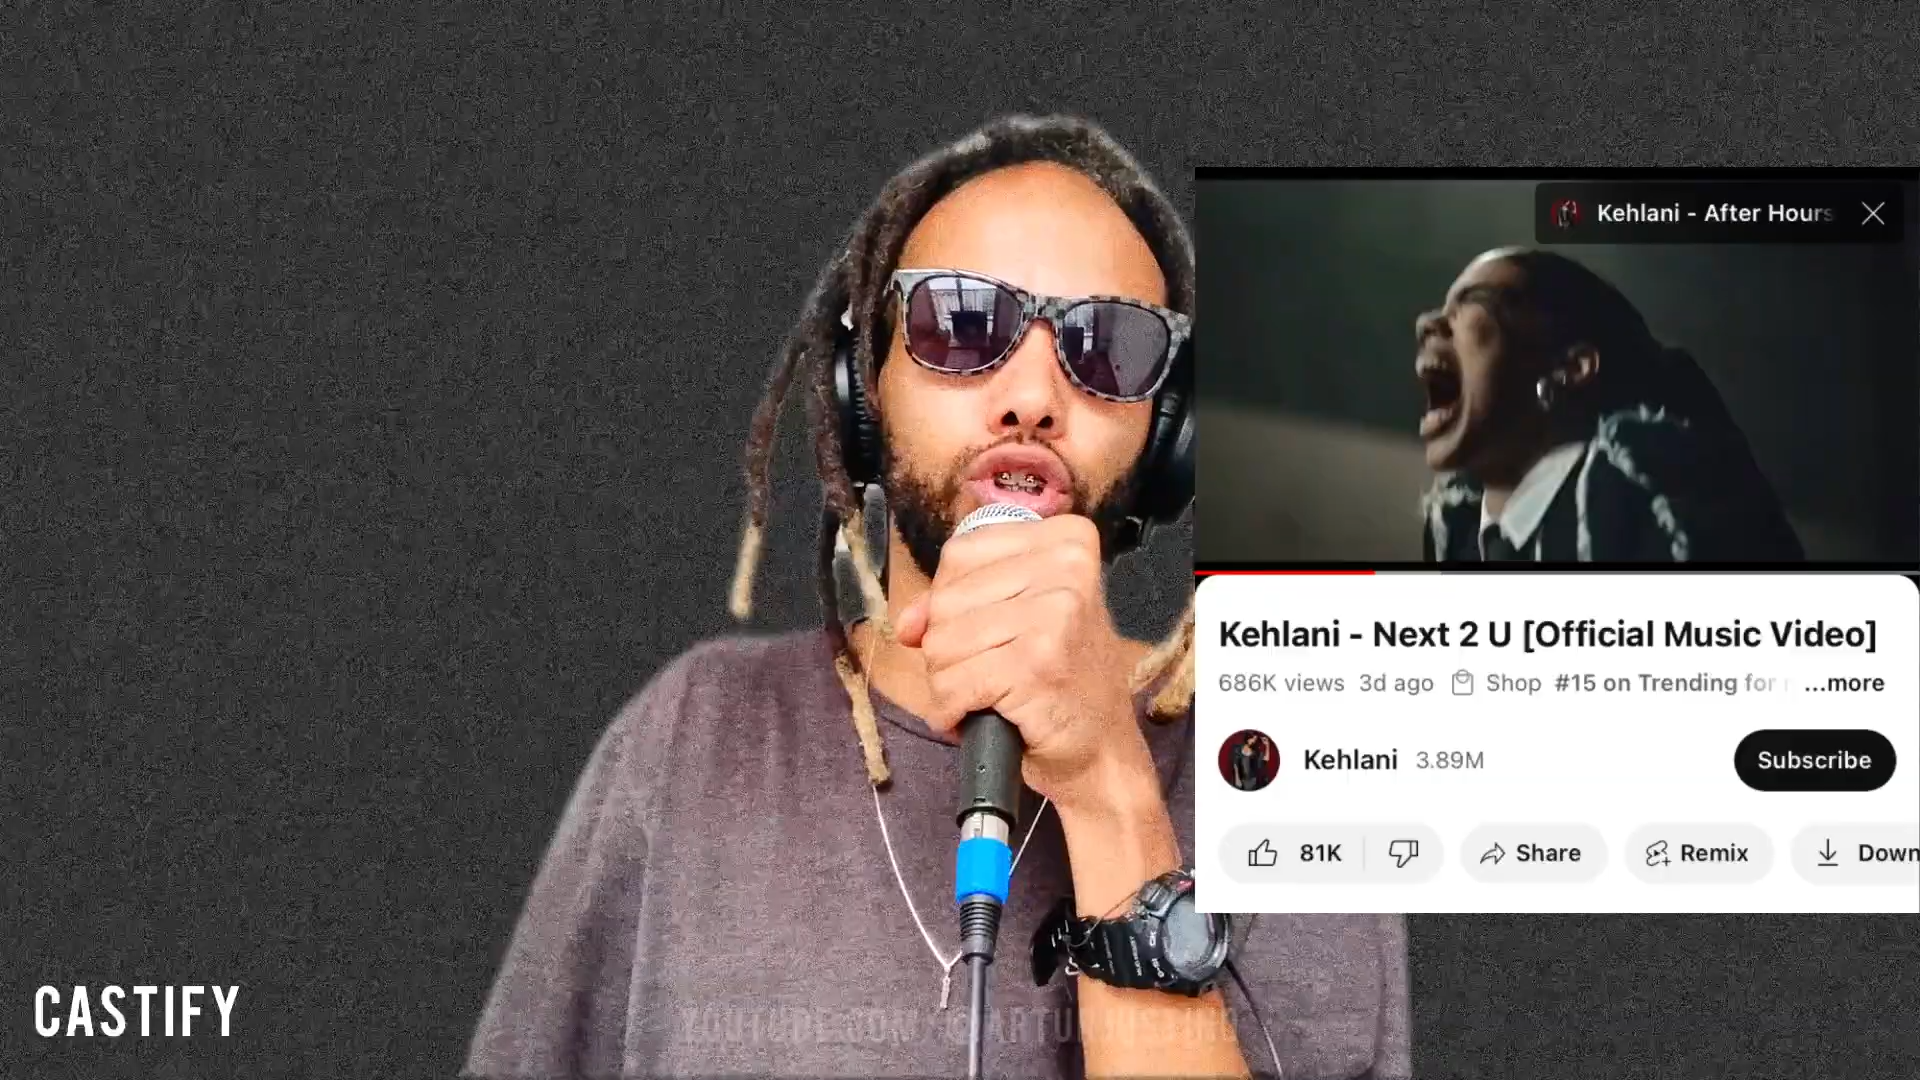 Kehlani - After Hours
Kehlani - Next 2 U [Official Music Video]
686K views 3d ago Shop #15 on Trending for ...more
Kehlani 3.89M
Subscribe
81K
Share
Remix
Down
CASTIFY